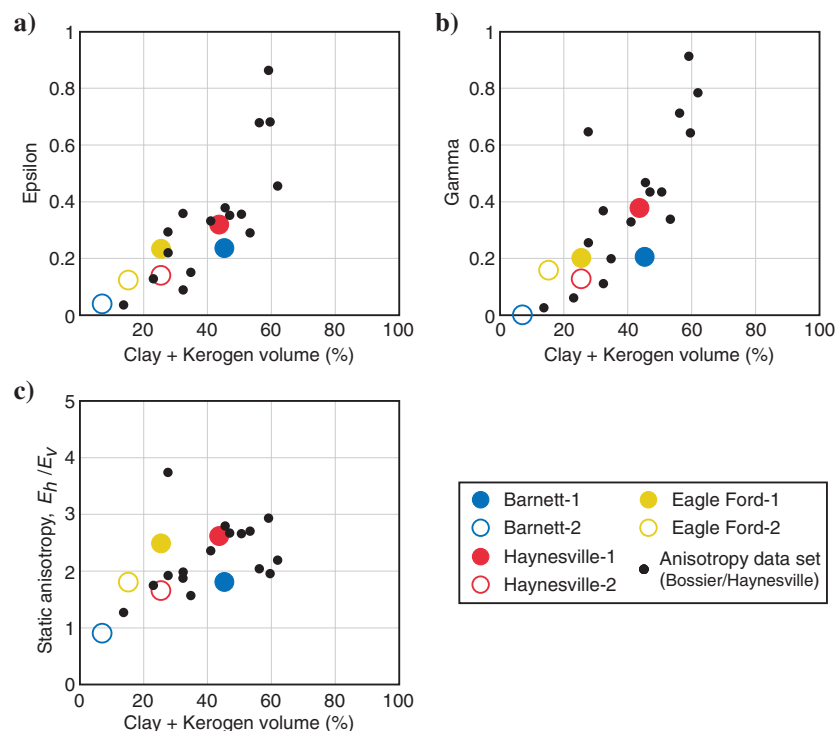 a)
1
0.8
0.6
0.4
0.2
0
Epsilon
20 40 60 80 100
Clay + Kerogen volume (%)
b)
1
0.8
0.6
0.4
0.2
0
Gamma
0 20 40 60 80 100
Clay + Kerogen volume (%)
c)
5
4
3
2
1
0
Static anisotropy, Eh /Ev
0 20 40 60 80 100
Clay + Kerogen volume (%)
Barnett-1
Barnett-2
Haynesville-1
Haynesville-2
Eagle Ford-1
Eagle Ford-2
Anisotropy data set
(Bossier/Haynesville)